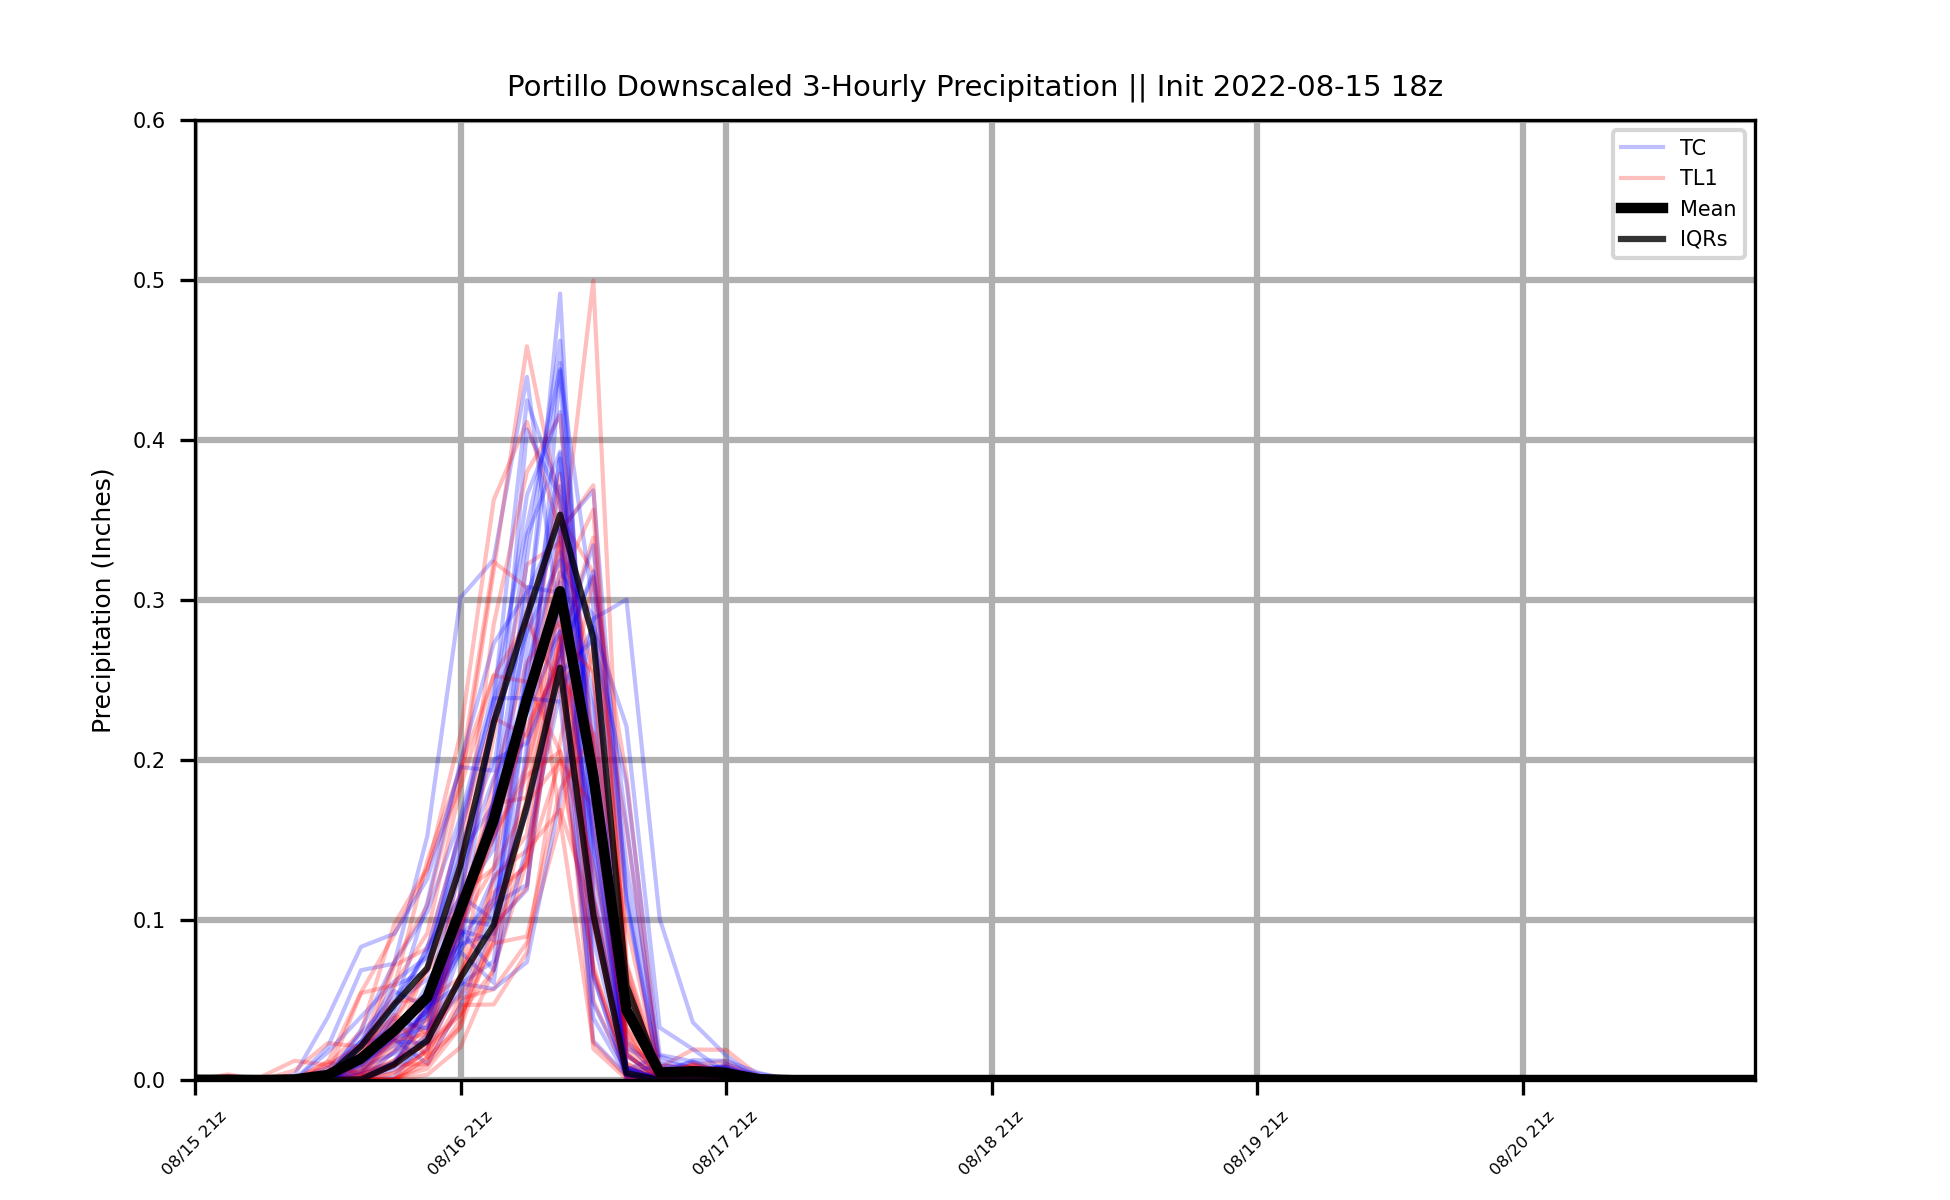 Portillo Downscaled 3-Hourly Precipitation || Init 2022-08-15 18z
0.6
0.5
0.4
0.3
0.2
0.1
0.0
Precipitation (Inches)
TC
TL1
Mean
IQRs
08/15 21z
08/16 21z
08/17 21z
08/18 21z
08/19 21z
08/20 21z